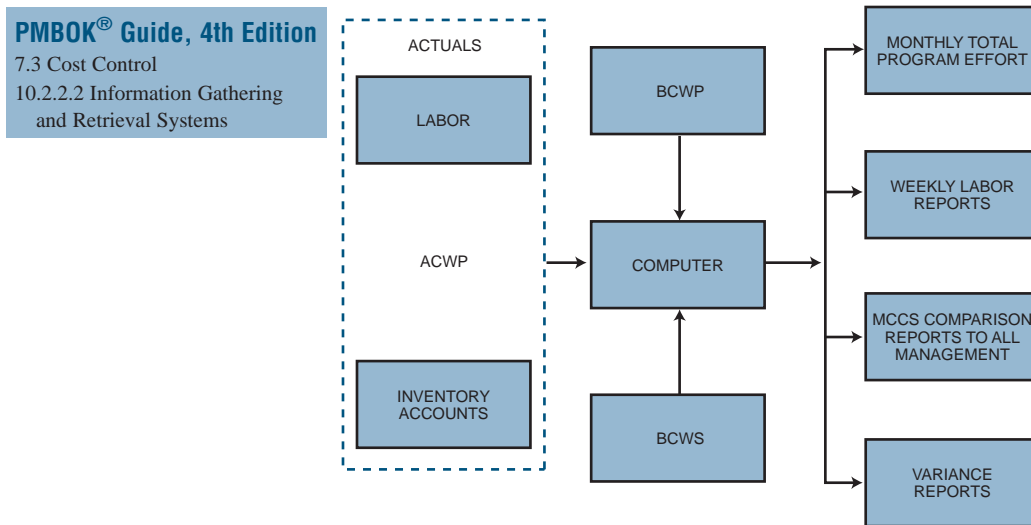 PMBOK® Guide, 4th Edition
7.3 Cost Control
10.2.2.2 Information Gathering
and Retrieval Systems
ACTUALS
LABOR
ACWP
INVENTORY
ACCOUNTS
BCWP
COMPUTER
BCWS
MONTHLY TOTAL
PROGRAM EFFORT
WEEKLY LABOR
REPORTS
MCCS COMPARISON
REPORTS TO ALL
MANAGEMENT
VARIANCE
REPORTS